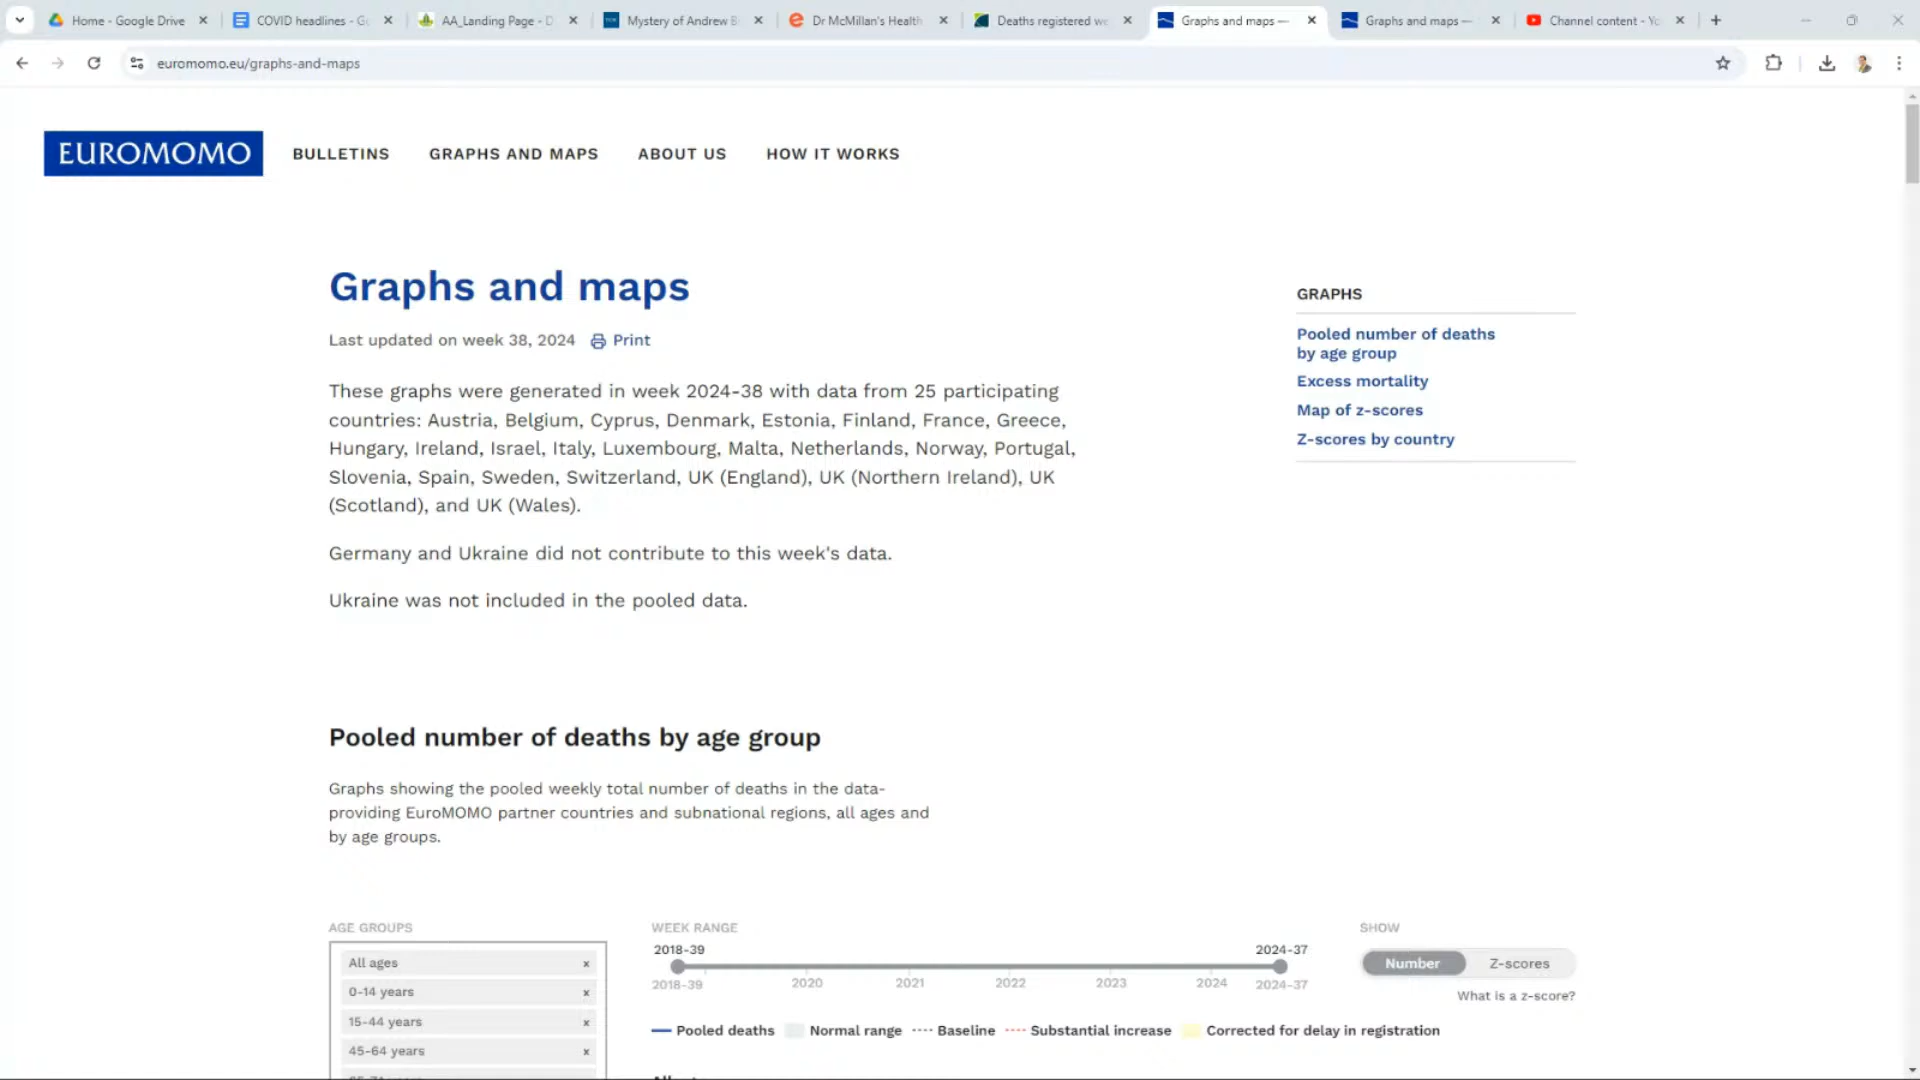 Home - Google Drive
COVID headlines - G
AA_Landing Page - D
Mystery of Andrew B
Dr McMillan's Health
Deaths registered we
Graphs and maps —
Graphs and maps —
Channel content - Yo
euromomo.eu/graphs-and-maps
EUROMOMO
BULLETINS
GRAPHS AND MAPS
ABOUT US
HOW IT WORKS
Graphs and maps
Last updated on week 38, 2024
Print
These graphs were generated in week 2024-38 with data from 25 participating
countries: Austria, Belgium, Cyprus, Denmark, Estonia, Finland, France, Greece,
Hungary, Ireland, Israel, Italy, Luxembourg, Malta, Netherlands, Norway, Portugal,
Slovenia, Spain, Sweden, Switzerland, UK (England), UK (Northern Ireland), UK
(Scotland), and UK (Wales).
Germany and Ukraine did not contribute to this week's data.
Ukraine was not included in the pooled data.
GRAPHS
Pooled number of deaths
by age group
Excess mortality
Map of z-scores
Z-scores by country
Pooled number of deaths by age group
Graphs showing the pooled weekly total number of deaths in the data-
providing EuroMOMO partner countries and subnational regions, all ages and
by age groups.
AGE GROUPS
All ages x
0-14 years x
15-44 years x
45-64 years x
WEEK RANGE
2018-39 2024-37
2018-39 2020 2021 2022 2023 2024 2024-37
SHOW
Number Z-scores
What is a z-score?
Pooled deaths Normal range Baseline Substantial increase Corrected for delay in registration